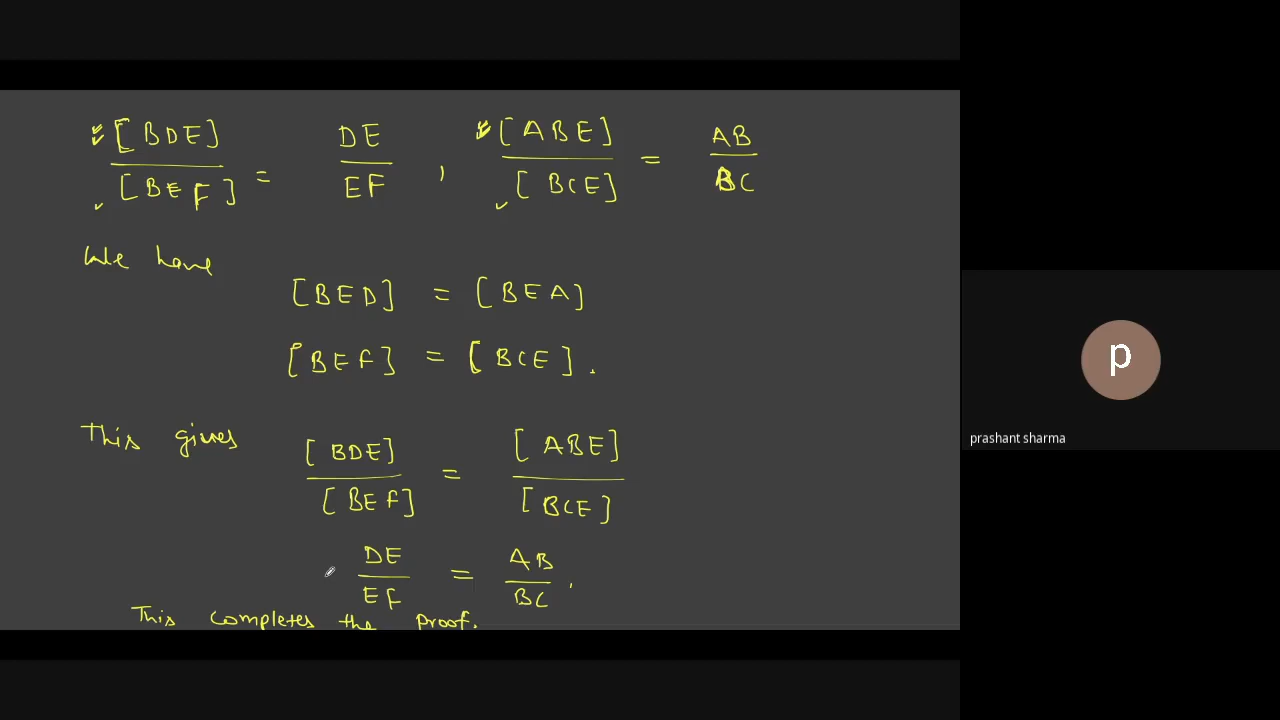 [BDE] / [BEF] = DE / EF , [ABE] / [BCE] = AB / BC
We have
[BED] = [BEA]
[BEF] = [BCE].
This gives [BDE] / [BEF] = [ABE] / [BCE]
DE / EF = AB / BC.
This completes the proof.
p
prashant sharma